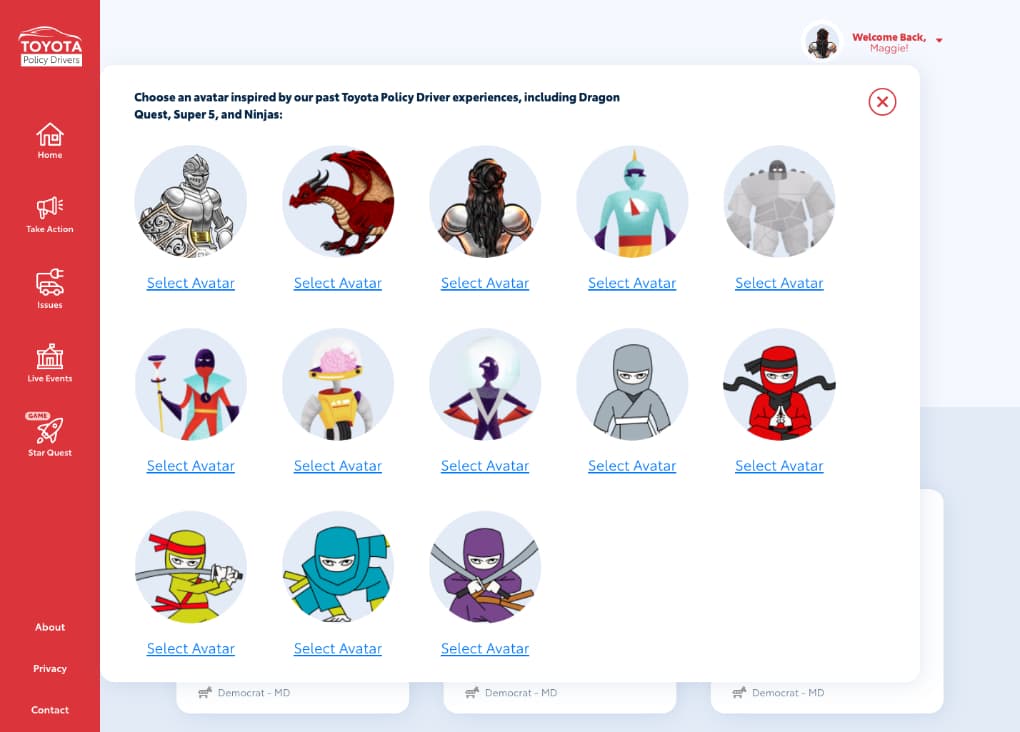 TOYOTA
Policy Drivers
Welcome Back,
Maggie!
Home
Take Action
Issues
Live Events
GAME
Star Quest
About
Privacy
Contact
Choose an avatar inspired by our past Toyota Policy Driver experiences, including Dragon
Quest, Super 5, and Ninjas:
Select Avatar Select Avatar Select Avatar Select Avatar Select Avatar
Select Avatar Select Avatar Select Avatar Select Avatar Select Avatar
Select Avatar Select Avatar Select Avatar
Democrat - MD Democrat - MD Democrat - MD